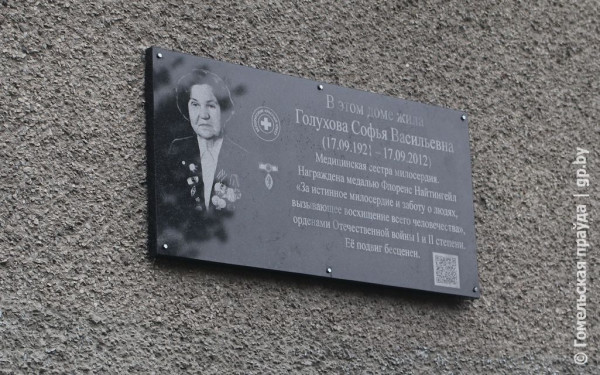 В этом доме жила
Голухова Софья Васильевна
(17.09.1921 – 17.09.2012)
Медицинская сестра милосердия.
Награждена медалью Флоренс Найтингейл
«За истинное милосердие и заботу о людях,
вызывающее восхищение всего человечества»,
орденами Отечественной войны I и II степени.
Её подвиг бесценен.
© Гомельская праўда | gp.by